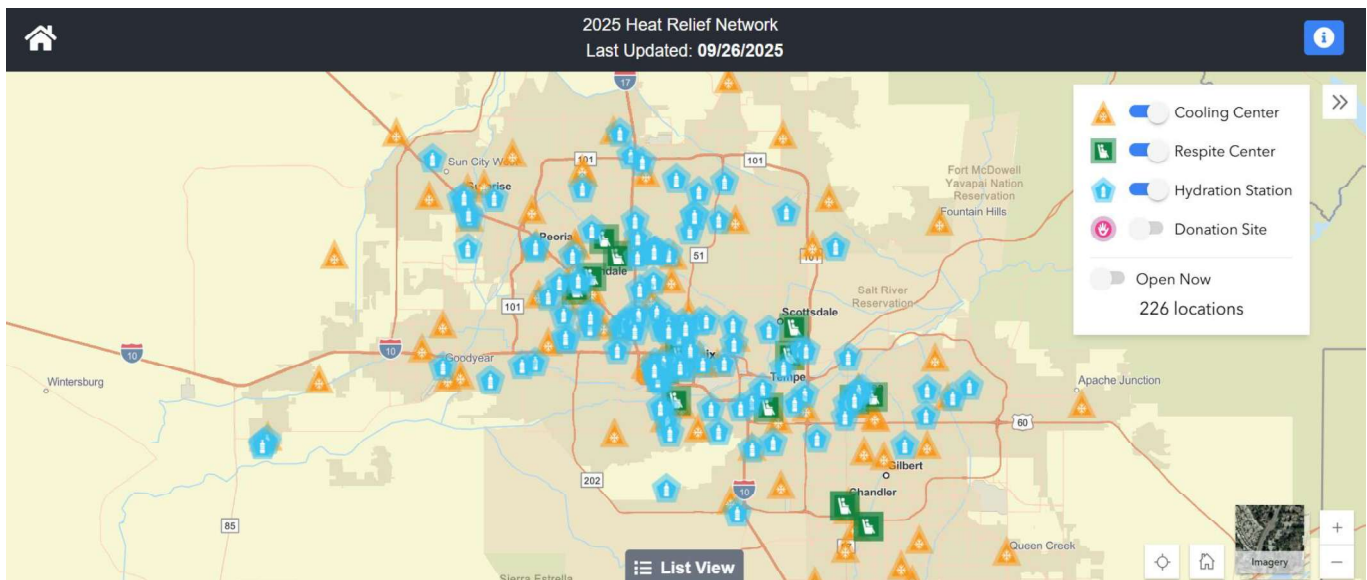 2025 Heat Relief Network
Last Updated: 09/26/2025
Cooling Center
Respite Center
Hydration Station
Donation Site
Open Now
226 locations
17
101
101
Fort McDowell
Yavapai Nation
Reservation
Fountain Hills
Peoria
51
101
Salt River
Reservation
Scottsdale
101
10
10
Goodyear
Wintersburg
Tempe
Apache Junction
60
202
Gilbert
10
Chandler
85
Queen Creek
Sierra Estrella
List View
Imagery